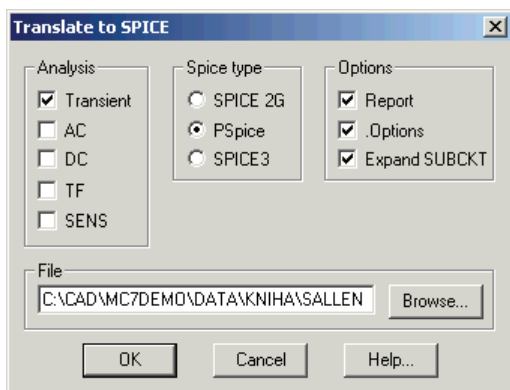 Translate to SPICE
Analysis
Transient
AC
DC
TF
SENS
Spice type
SPICE 2G
PSpice
SPICE3
Options
Report
.Options
Expand SUBCKT
File
C:\CAD\MC7DEMO\DATA\KNIHA\SALLEN
Browse...
OK
Cancel
Help...